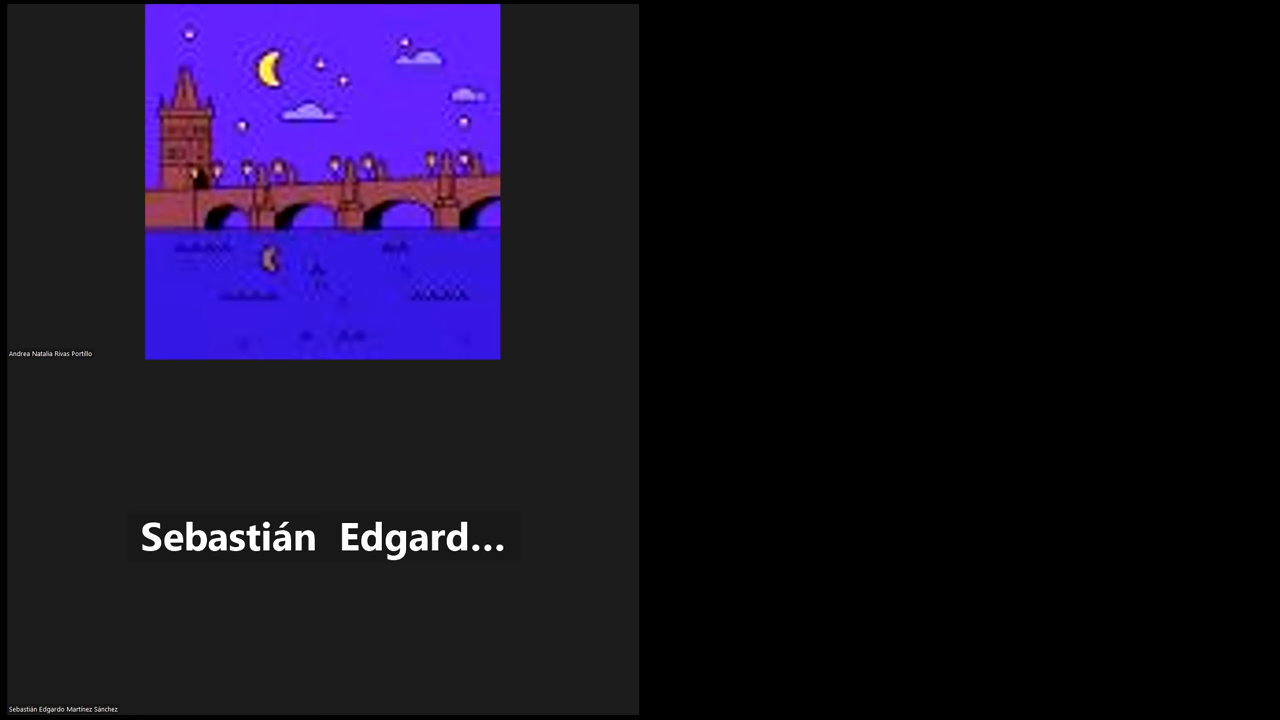 Andrea Natalia Rivas Portillo
Sebastián Edgard...
Sebastián Edgardo Martínez Sánchez